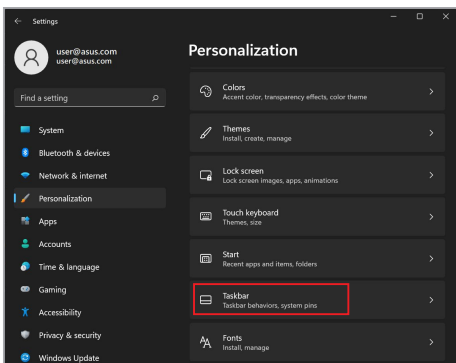 Settings
user@asus.com
user@asus.com
Find a setting
System
Bluetooth & devices
Network & internet
Personalization
Apps
Accounts
Time & language
Gaming
Accessibility
Privacy & security
Windows Update
Personalization
Colors
Accent color, transparency effects, color theme
Themes
Install, create, manage
Lock screen
Lock screen images, apps, animations
Touch keyboard
Themes, size
Start
Recent apps and items, folders
Taskbar
Taskbar behaviors, system pins
Fonts
Install, manage